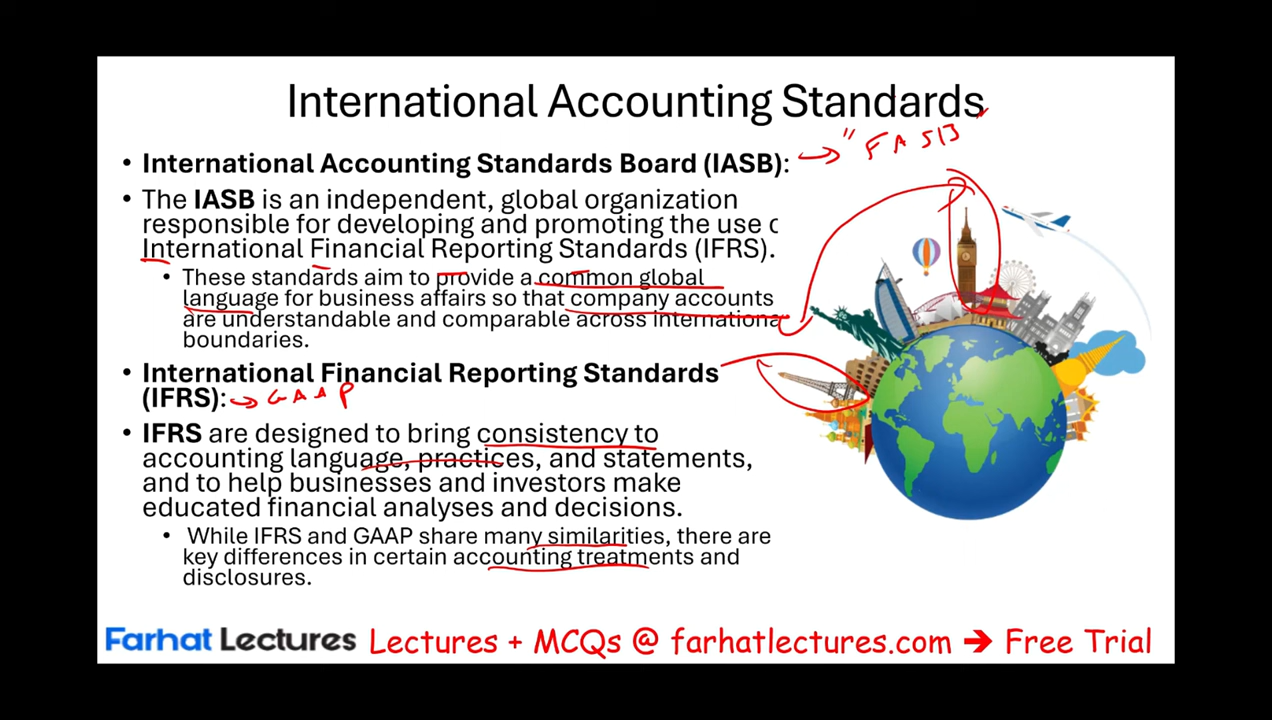 International Accounting Standards
• International Accounting Standards Board (IASB): → "FASB"
• The IASB is an independent, global organization
responsible for developing and promoting the use o
International Financial Reporting Standards (IFRS).
• These standards aim to provide a common global
language for business affairs so that company accounts
are understandable and comparable across internationa
boundaries.
• International Financial Reporting Standards
(IFRS): → GAAP
• IFRS are designed to bring consistency to
accounting language, practices, and statements,
and to help businesses and investors make
educated financial analyses and decisions.
• While IFRS and GAAP share many similarities, there are
key differences in certain accounting treatments and
disclosures.
Farhat Lectures Lectures + MCQs @ farhatlectures.com → Free Trial